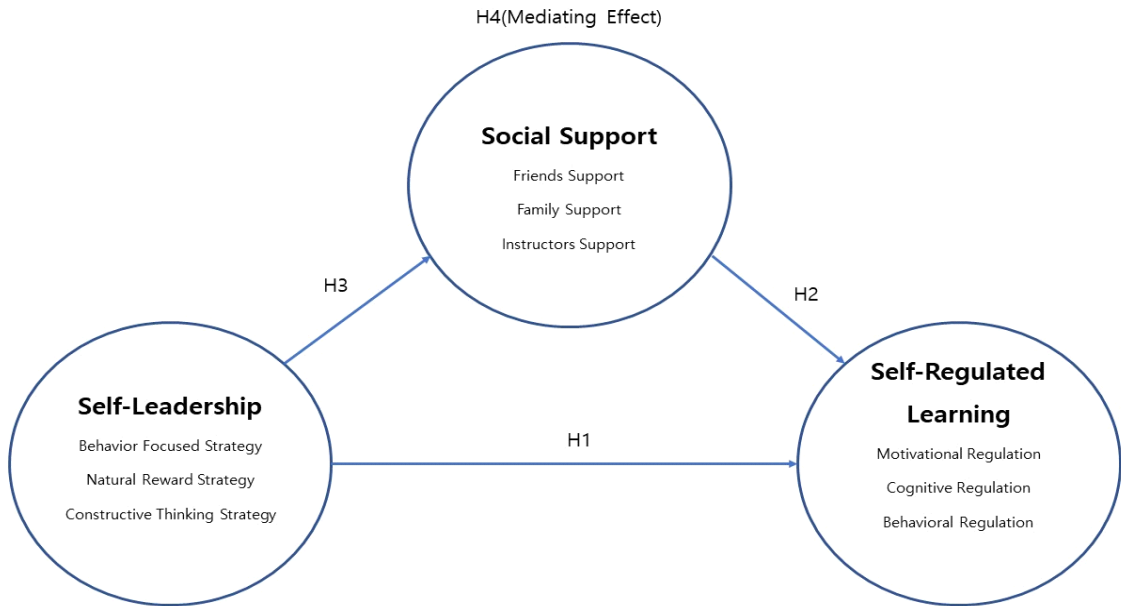 H4(Mediating Effect)
Social Support
Friends Support
Family Support
Instructors Support
H3
H2
Self-Leadership
Behavior Focused Strategy
Natural Reward Strategy
Constructive Thinking Strategy
H1
Self-Regulated
Learning
Motivational Regulation
Cognitive Regulation
Behavioral Regulation